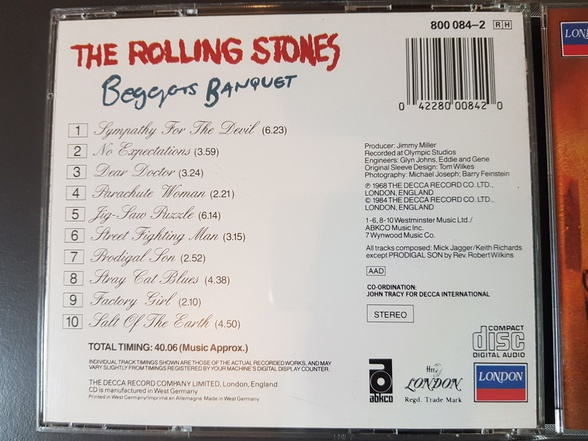 800 084-2 RH
THE ROLLING STONES
Beggars BANQUET
0 42280 00842 0
1 Sympathy For The Devil (6.23)
2 No Expectations (3.59)
3 Dear Doctor (3.24)
4 Parachute Woman (2.21)
5 Jig-Saw Puzzle (6.14)
6 Street Fighting Man (3.15)
7 Prodigal Son (2.52)
8 Stray Cat Blues (4.38)
9 Factory Girl (2.10)
10 Salt Of The Earth (4.50)
TOTAL TIMING: 40.06 (Music Approx.)
INDIVIDUAL TRACK TIMINGS SHOWN ARE THOSE OF THE ACTUAL RECORDED WORKS, AND MAY
VARY SLIGHTLY FROM TIMINGS REGISTERED BY YOUR MACHINE'S DIGITAL DISPLAY COUNTER.
THE DECCA RECORD COMPANY LIMITED, London, England
CD is manufactured in West Germany
Printed in West Germany/Imprimé en Allemagne. Made in West Germany
Producer: Jimmy Miller
Recorded at Olympic Studios
Engineers: Glyn Johns, Eddie and Gene
Original Sleeve Design: Tom Wilkes
Photography: Michael Joseph; Barry Feinstein
℗ 1968 THE DECCA RECORD CO. LTD.,
LONDON, ENGLAND
© 1984 THE DECCA RECORD CO. LTD.,
LONDON, ENGLAND
1-6, 8-10 Westminster Music Ltd./
ABKCO Music Inc.
7 Wynwood Music Co.
All tracks composed: Mick Jagger/Keith Richards
except PRODIGAL SON by Rev. Robert Wilkins
AAD
CO-ORDINATION:
JOHN TRACY FOR DECCA INTERNATIONAL
STEREO
COMPACT
disc
DIGITAL AUDIO
abkco
ffrr
LONDON
Regd. Trade Mark
LONDON